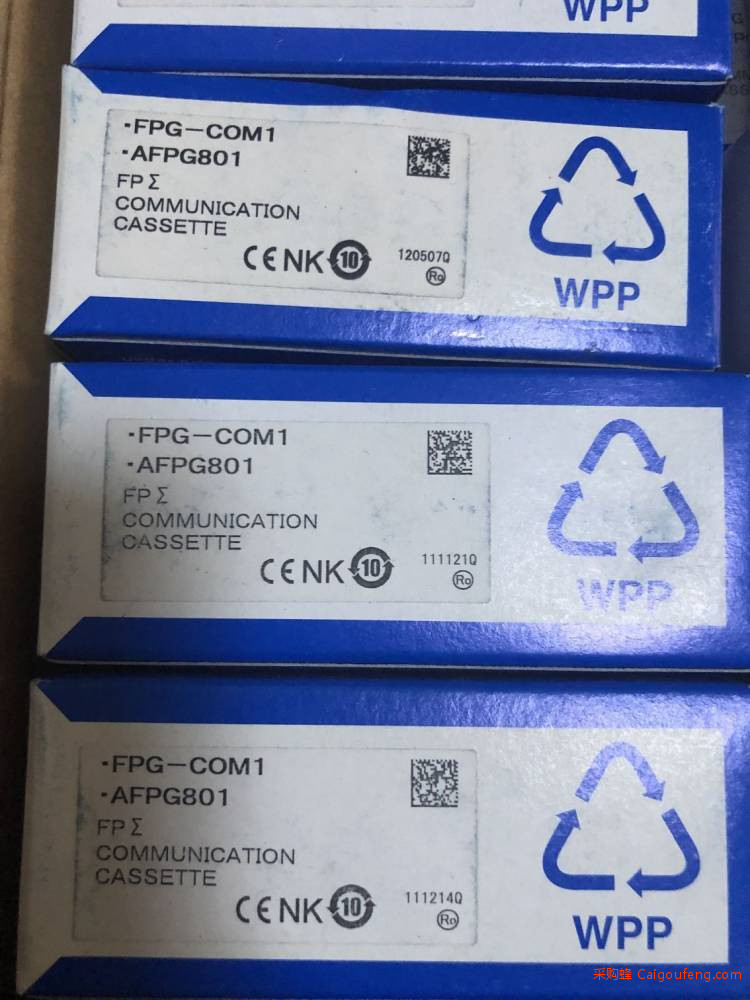 WPP
·FPG-COM1
·AFPG801
FP Σ
COMMUNICATION
CASSETTE
CE NK 10
120507Q
Ro
WPP
·FPG-COM1
·AFPG801
FP Σ
COMMUNICATION
CASSETTE
CE NK 10
111121Q
Ro
WPP
·FPG-COM1
·AFPG801
FP Σ
COMMUNICATION
CASSETTE
CE NK 10
111214Q
Ro
WPP
采购蜂 Caigoufeng.com